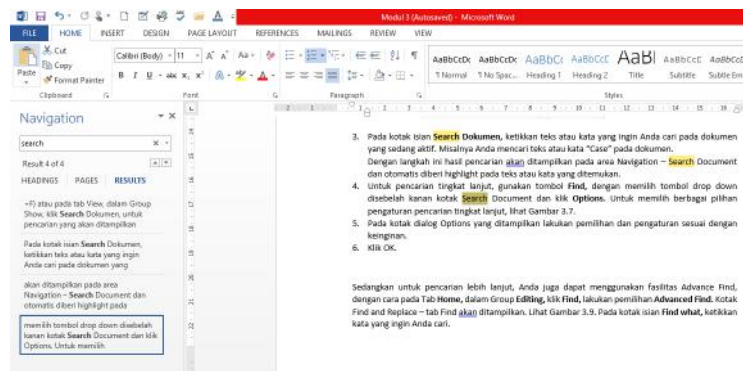 Modul 3 (Autosaved) - Microsoft Word
FILE HOME INSERT DESIGN PAGE LAYOUT REFERENCES MAILINGS REVIEW VIEW
Paste
Cut
Copy
Format Painter
Clipboard
Calibri (Body) 11
Font
Paragraph
AaBbCcDc AaBbCcDc AaBbCc AaBbCcC AaBl AaBbCcD AaBbCcD
¶ Normal ¶ No Spac... Heading 1 Heading 2 Title Subtitle Subtle Em
Styles
Navigation
search
Result 4 of 4
HEADINGS PAGES RESULTS
=F) atau pada tab View, dalam Group
Show, klik Search Dolumen, untuk
pencarian yang akan ditampilkan
Pada kotak isian Search Dokumen,
ketikkan teks atau kata yang ingin
Anda cari pada dokumen yang
akan ditampilkan pada area
Navigation – Search Document dan
otomatis diberi highlight pada
memilih tombol drop down disebelah
kanan kotak Search Document dan klik
Options. Untuk memilih
3. Pada kotak isian Search Dokumen, ketikkan teks atau kata yang ingin Anda cari pada dokumen
yang sedang aktif. Misalnya Anda mencari teks atau kata "Case" pada dokumen.
Dengan langkah ini hasil pencarian akan ditampilkan pada area Navigation – Search Document
dan otomatis diberi highlight pada teks atau kata yang ditemukan.
4. Untuk pencarian tingkat lanjut, gunakan tombol Find, dengan memilih tombol drop down
disebelah kanan kotak Search Document dan klik Options. Untuk memilih berbagai pilihan
pengaturan pencarian tingkat lanjut, lihat Gambar 3.7.
5. Pada kotak dialog Options yang ditampilkan lakukan pemilihan dan pengaturan sesuai dengan
keinginan.
6. Klik OK.
Sedangkan untuk pencarian lebih lanjut, Anda juga dapat menggunakan fasilitas Advance Find,
dengan cara pada Tab Home, dalam Group Editing, klik Find, lakukan pemilihan Advanced Find. Kotak
Find and Replace – tab Find akan ditampilkan. Lihat Gambar 3.9. Pada kotak isian Find what, ketikkan
kata yang ingin Anda cari.